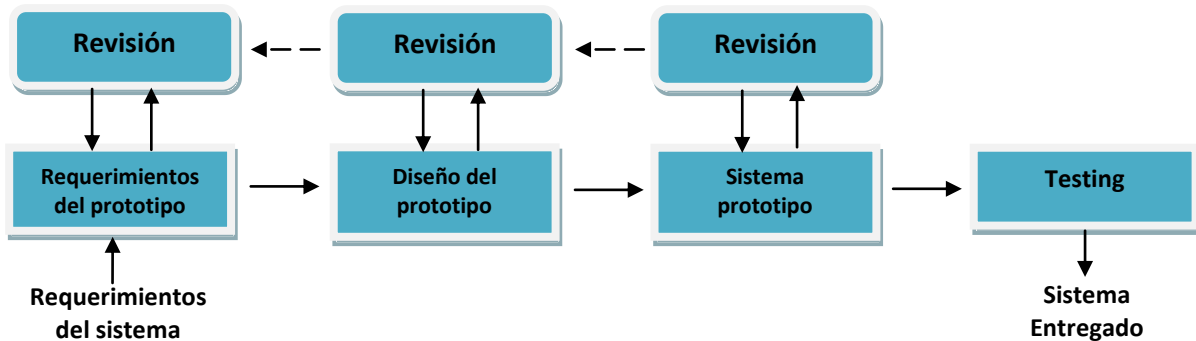 Revisión
Revisión
Revisión
Requerimientos
del prototipo
Diseño del
prototipo
Sistema
prototipo
Testing
Requerimientos
del sistema
Sistema
Entregado